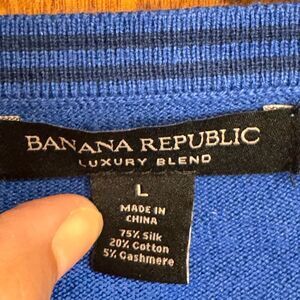 BANANA REPUBLIC
LUXURY BLEND
L
MADE IN
CHINA
75% Silk
20% Cotton
5% Cashmere